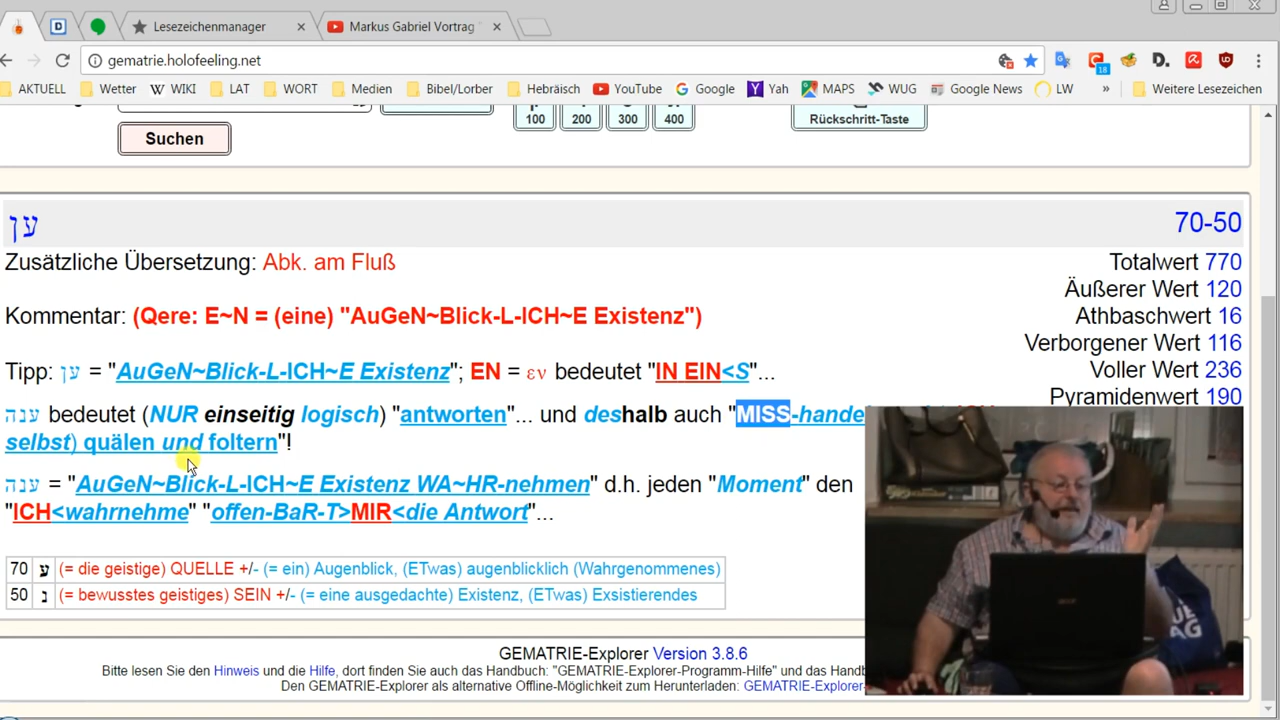 Lesezeichenmanager
Markus Gabriel Vortrag
gematrie.holofeeling.net
18
AKTUELL Wetter WIKI LAT WORT Medien Bibel/Lorber Hebräisch YouTube Google Yah MAPS WUG Google News LW » Weitere Lesezeichen
100 200 300 400 Rückschritt-Taste
Suchen
ען 70-50
Zusätzliche Übersetzung: Abk. am Fluß
Totalwert 770
Äußerer Wert 120
Athbaschwert 16
Verborgener Wert 116
Voller Wert 236
Pyramidenwert 190
Kommentar: (Qere: E~N = (eine) "AuGeN~Blick-L-ICH~E Existenz")
Tipp: ען = "AuGeN~Blick-L-ICH~E Existenz"; EN = εν bedeutet "IN EIN<S"...
ענה bedeutet (NUR einseitig logisch) "antworten"... und deshalb auch "MISS-handel
selbst) quälen und foltern"!
ענה = "AuGeN~Blick-L-ICH~E Existenz WA~HR-nehmen" d.h. jeden "Moment" den
"ICH<wahrnehme" "offen-BaR-T>MIR<die Antwort"...
70 ע (= die geistige) QUELLE +/- (= ein) Augenblick, (ETwas) augenblicklich (Wahrgenommenes)
50 נ (= bewusstes geistiges) SEIN +/- (= eine ausgedachte) Existenz, (ETwas) Exsistierendes
GEMATRIE-Explorer Version 3.8.6
Bitte lesen Sie den Hinweis und die Hilfe, dort finden Sie auch das Handbuch: "GEMATRIE-Explorer-Programm-Hilfe" und das Handb
Den GEMATRIE-Explorer als alternative Offline-Möglichkeit zum Herunterladen: GEMATRIE-Explorer-